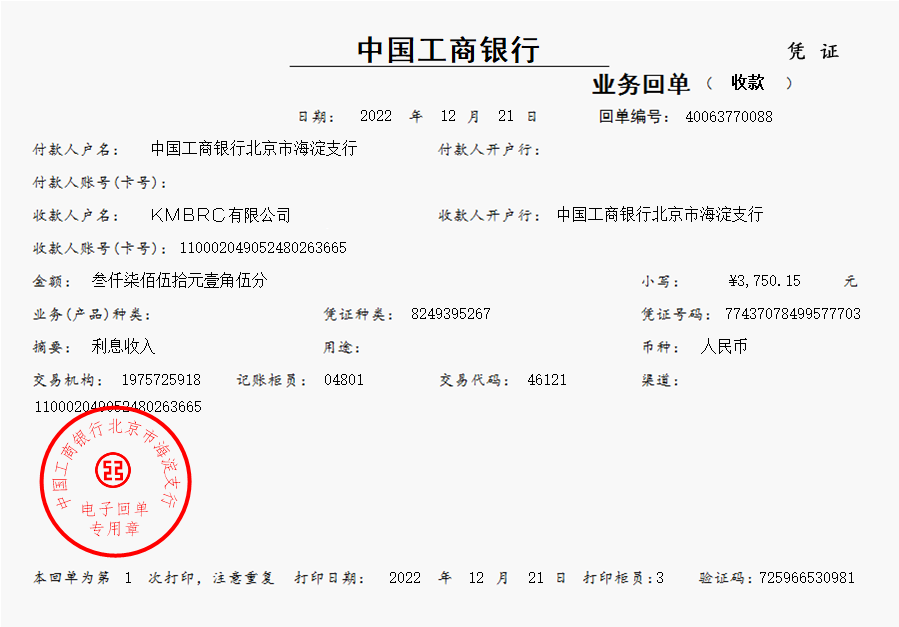 中国工商银行
凭 证
业务回单 ( 收款 )
日期: 2022 年 12 月 21 日 回单编号: 40063770088
付款人户名: 中国工商银行北京市海淀支行 付款人开户行:
付款人账号(卡号):
收款人户名: KMBRC有限公司 收款人开户行: 中国工商银行北京市海淀支行
收款人账号(卡号): 110002049052480263665
金额: 叁仟柒佰伍拾元壹角伍分 小写: ¥3,750.15 元
业务(产品)种类: 凭证种类: 8249395267 凭证号码: 77437078499577703
摘要: 利息收入 用途: 币种: 人民币
交易机构: 1975725918 记账柜员: 04801 交易代码: 46121 渠道:
110002049052480263665
中国工商银行北京市海淀支行
电子回单
专用章
本回单为第 1 次打印, 注意重复 打印日期: 2022 年 12 月 21 日 打印柜员:3 验证码:725966530981